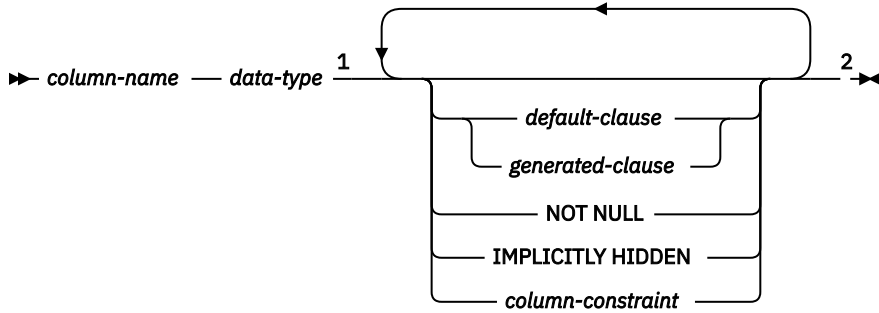 column-name data-type 1 2
default-clause
generated-clause
NOT NULL
IMPLICITLY HIDDEN
column-constraint